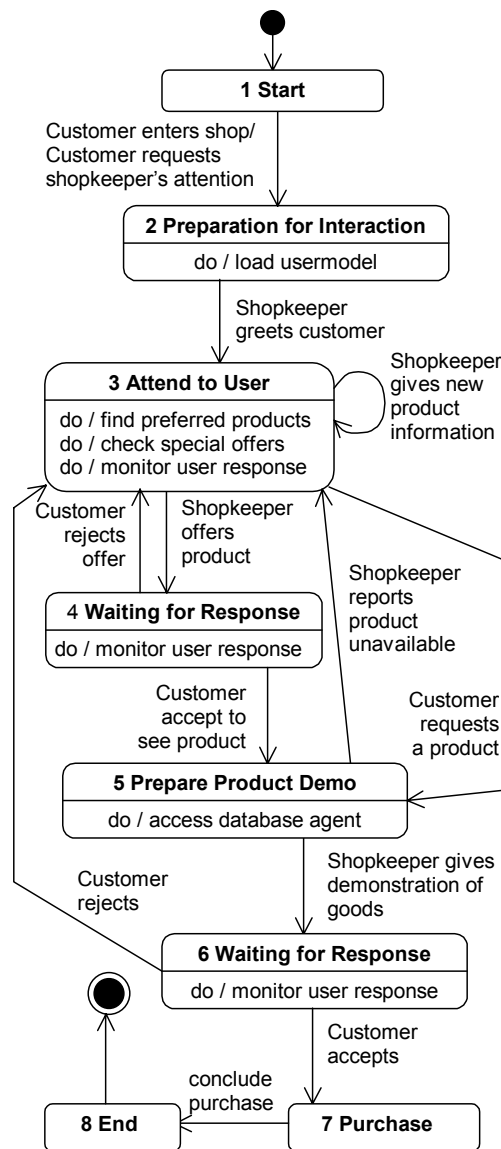 1 Start
Customer enters shop/
Customer requests
shopkeeper's attention
2 Preparation for Interaction
do / load usermodel
Shopkeeper
greets customer
3 Attend to User
do / find preferred products
do / check special offers
do / monitor user response
Shopkeeper
gives new
product
information
Customer
rejects
offer
Shopkeeper
offers
product
4 Waiting for Response
do / monitor user response
Shopkeeper
reports
product
unavailable
Customer
accept to
see product
Customer
requests
a product
5 Prepare Product Demo
do / access database agent
Customer
rejects
Shopkeeper gives
demonstration of
goods
6 Waiting for Response
do / monitor user response
Customer
accepts
conclude
purchase
8 End
7 Purchase